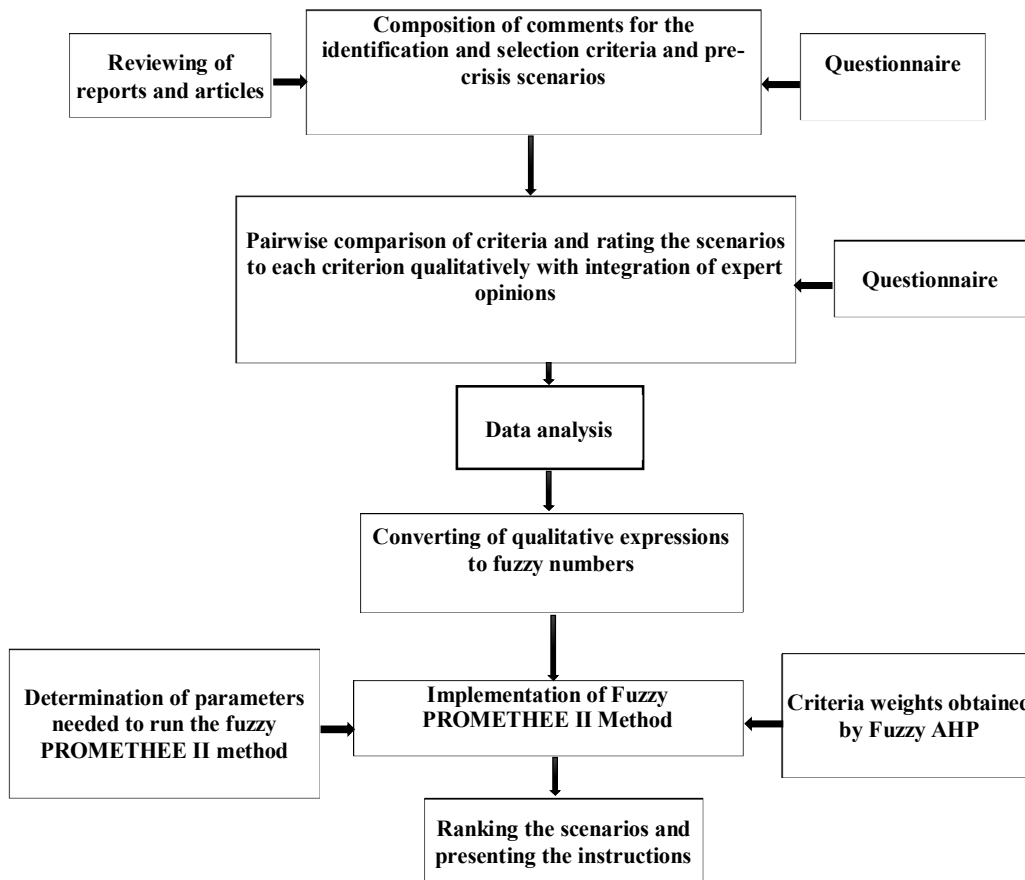 Composition of comments for the
identification and selection criteria and pre-
crisis scenarios
Reviewing of
reports and articles
Questionnaire
Pairwise comparison of criteria and rating the scenarios
to each criterion qualitatively with integration of expert
opinions
Questionnaire
Data analysis
Converting of qualitative expressions
to fuzzy numbers
Determination of parameters
needed to run the fuzzy
PROMETHEE II method
Implementation of Fuzzy
PROMETHEE II Method
Criteria weights obtained
by Fuzzy AHP
Ranking the scenarios and
presenting the instructions